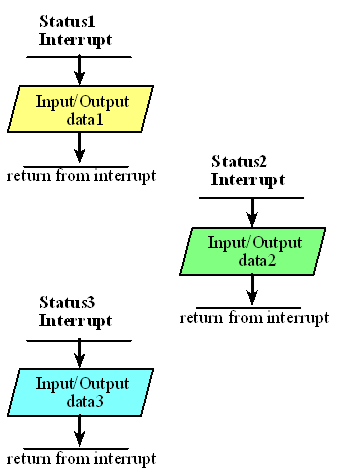 Status1
Interrupt
Input/Output
data1
return from interrupt
Status2
Interrupt
Input/Output
data2
return from interrupt
Status3
Interrupt
Input/Output
data3
return from interrupt